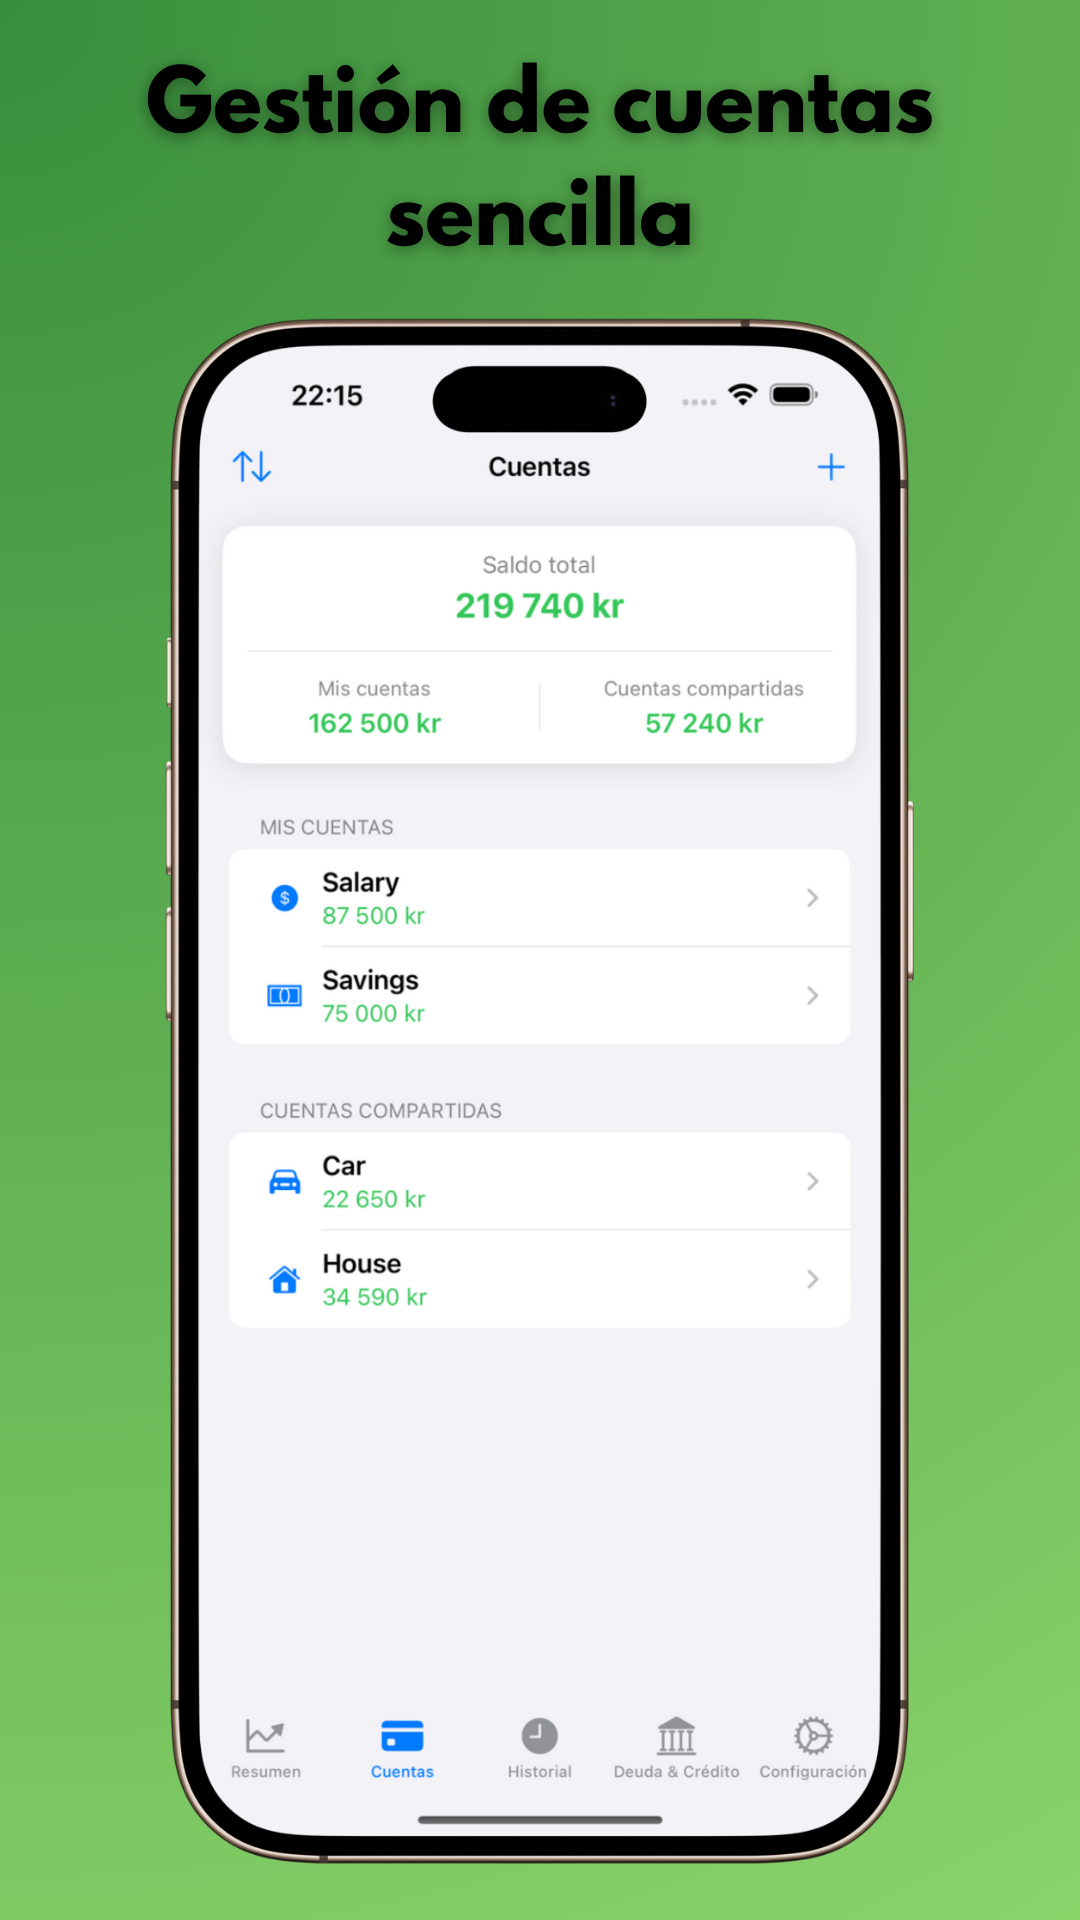 Gestión de cuentas
sencilla
22:15
Cuentas
Saldo total
219 740 kr
Mis cuentas
Cuentas compartidas
162 500 kr
57 240 kr
MIS CUENTAS
Salary
87 500 kr
Savings
75 000 kr
CUENTAS COMPARTIDAS
Car
22 650 kr
House
34 590 kr
Resumen
Cuentas
Historial
Deuda & Crédito
Configuración